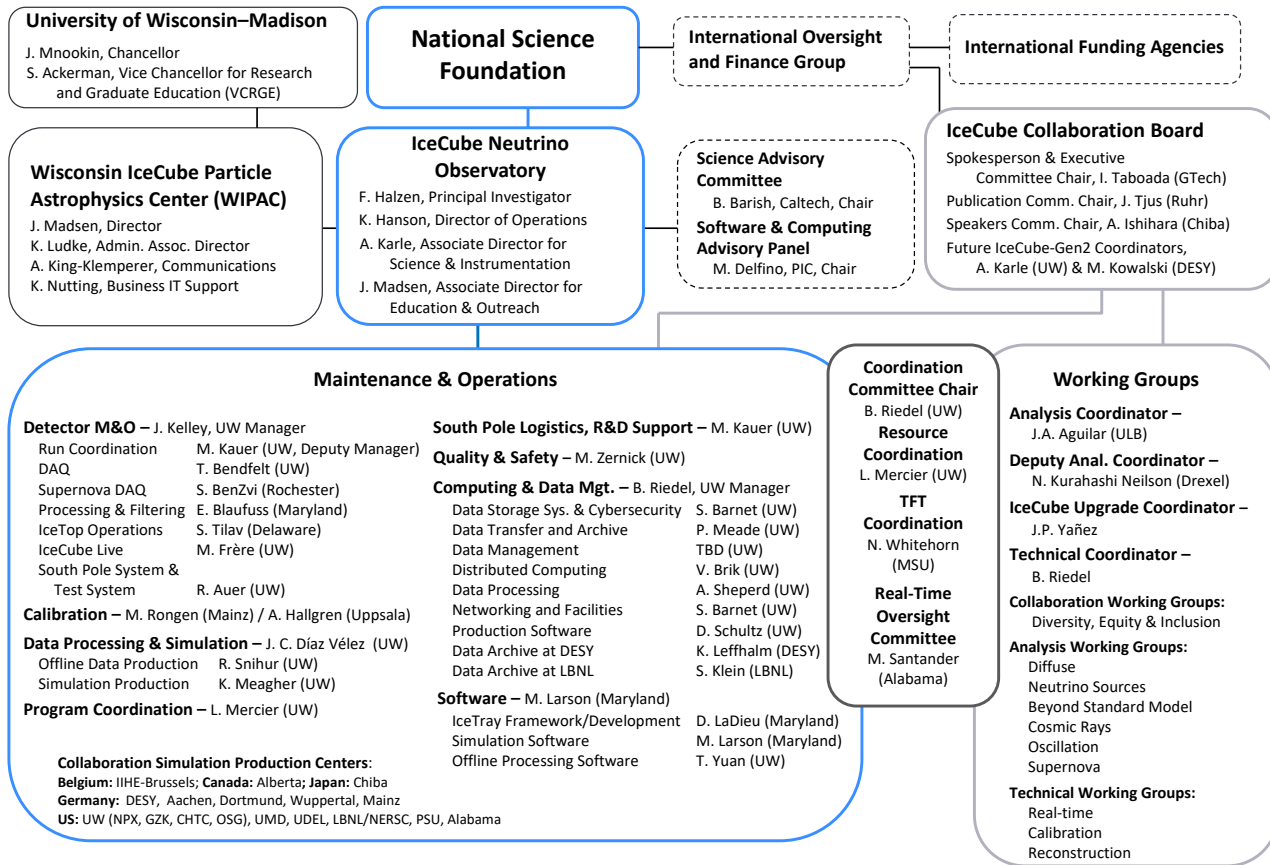 University of Wisconsin–Madison
J. Mnookin, Chancellor
S. Ackerman, Vice Chancellor for Research
and Graduate Education (VCRGE)
National Science
Foundation
International Oversight
and Finance Group
International Funding Agencies
Wisconsin IceCube Particle
Astrophysics Center (WIPAC)
J. Madsen, Director
K. Ludke, Admin. Assoc. Director
A. King-Klemperer, Communications
K. Nutting, Business IT Support
IceCube Neutrino
Observatory
F. Halzen, Principal Investigator
K. Hanson, Director of Operations
A. Karle, Associate Director for
Science & Instrumentation
J. Madsen, Associate Director for
Education & Outreach
Science Advisory
Committee
B. Barish, Caltech, Chair
Software & Computing
Advisory Panel
M. Delfino, PIC, Chair
IceCube Collaboration Board
Spokesperson & Executive
Committee Chair, I. Taboada (GTech)
Publication Comm. Chair, J. Tjus (Ruhr)
Speakers Comm. Chair, A. Ishihara (Chiba)
Future IceCube-Gen2 Coordinators,
A. Karle (UW) & M. Kowalski (DESY)
Maintenance & Operations
Detector M&O – J. Kelley, UW Manager
Run Coordination M. Kauer (UW, Deputy Manager)
DAQ T. Bendfelt (UW)
Supernova DAQ S. BenZvi (Rochester)
Processing & Filtering E. Blaufuss (Maryland)
IceTop Operations S. Tilav (Delaware)
IceCube Live M. Frère (UW)
South Pole System &
Test System R. Auer (UW)
Calibration – M. Rongen (Mainz) / A. Hallgren (Uppsala)
Data Processing & Simulation – J. C. Díaz Vélez (UW)
Offline Data Production R. Snihur (UW)
Simulation Production K. Meagher (UW)
Program Coordination – L. Mercier (UW)
South Pole Logistics, R&D Support – M. Kauer (UW)
Quality & Safety – M. Zernick (UW)
Computing & Data Mgt. – B. Riedel, UW Manager
Data Storage Sys. & Cybersecurity S. Barnet (UW)
Data Transfer and Archive P. Meade (UW)
Data Management TBD (UW)
Distributed Computing V. Brik (UW)
Data Processing A. Sheperd (UW)
Networking and Facilities S. Barnet (UW)
Production Software D. Schultz (UW)
Data Archive at DESY K. Leffhalm (DESY)
Data Archive at LBNL S. Klein (LBNL)
Software – M. Larson (Maryland)
IceTray Framework/Development D. LaDieu (Maryland)
Simulation Software M. Larson (Maryland)
Offline Processing Software T. Yuan (UW)
Collaboration Simulation Production Centers:
Belgium: IIHE-Brussels; Canada: Alberta; Japan: Chiba
Germany: DESY, Aachen, Dortmund, Wuppertal, Mainz
US: UW (NPX, GZK, CHTC, OSG), UMD, UDEL, LBNL/NERSC, PSU, Alabama
Coordination
Committee Chair
B. Riedel (UW)
Resource
Coordination
L. Mercier (UW)
TFT
Coordination
N. Whitehorn
(MSU)
Real-Time
Oversight
Committee
M. Santander
(Alabama)
Working Groups
Analysis Coordinator –
J.A. Aguilar (ULB)
Deputy Anal. Coordinator –
N. Kurahashi Neilson (Drexel)
IceCube Upgrade Coordinator –
J.P. Yañez
Technical Coordinator –
B. Riedel
Collaboration Working Groups:
Diversity, Equity & Inclusion
Analysis Working Groups:
Diffuse
Neutrino Sources
Beyond Standard Model
Cosmic Rays
Oscillation
Supernova
Technical Working Groups:
Real-time
Calibration
Reconstruction